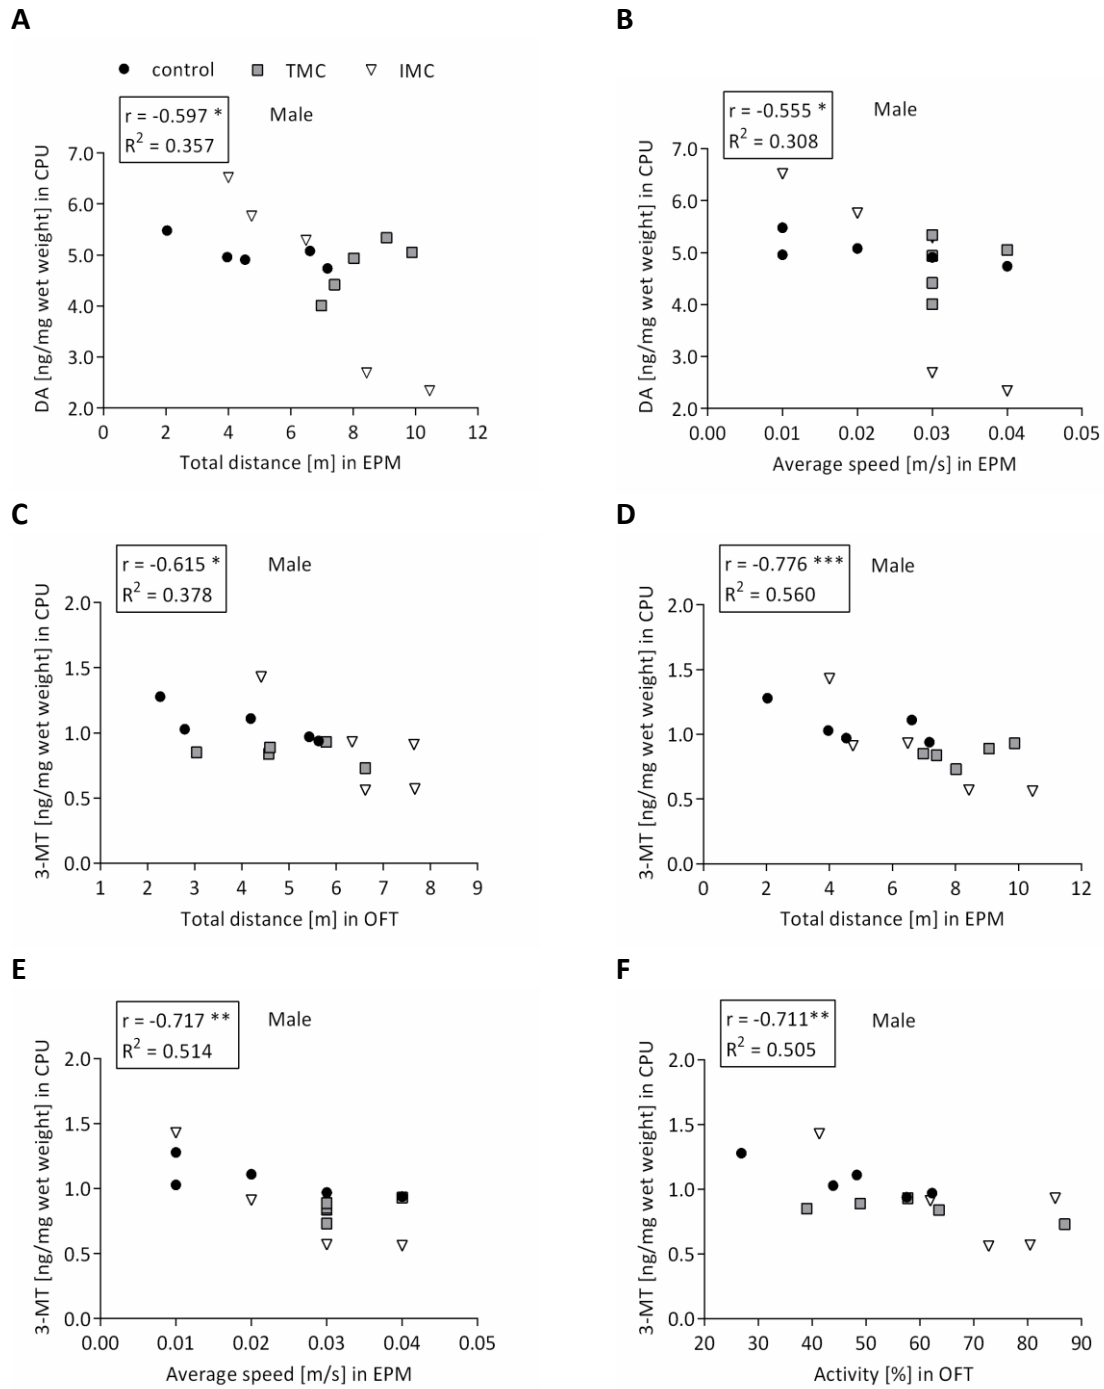 A
control TMC IMC
r = -0.597 * Male
R² = 0.357
DA [ng/mg wet weight] in CPU
7.0
6.0
5.0
4.0
3.0
2.0
0 2 4 6 8 10 12
Total distance [m] in EPM
B
r = -0.555 * Male
R² = 0.308
DA [ng/mg wet weight] in CPU
7.0
6.0
5.0
4.0
3.0
2.0
0.00 0.01 0.02 0.03 0.04 0.05
Average speed [m/s] in EPM
C
r = -0.615 * Male
R² = 0.378
3-MT [ng/mg wet weight] in CPU
2.0
1.5
1.0
0.5
0.0
1 2 3 4 5 6 7 8 9
Total distance [m] in OFT
D
r = -0.776 *** Male
R² = 0.560
3-MT [ng/mg wet weight] in CPU
2.0
1.5
1.0
0.5
0.0
0 2 4 6 8 10 12
Total distance [m] in EPM
E
r = -0.717 ** Male
R² = 0.514
3-MT [ng/mg wet weight] in CPU
2.0
1.5
1.0
0.5
0.0
0.00 0.01 0.02 0.03 0.04 0.05
Average speed [m/s] in EPM
F
r = -0.711** Male
R² = 0.505
3-MT [ng/mg wet weight] in CPU
2.0
1.5
1.0
0.5
0.0
20 30 40 50 60 70 80 90
Activity [%] in OFT